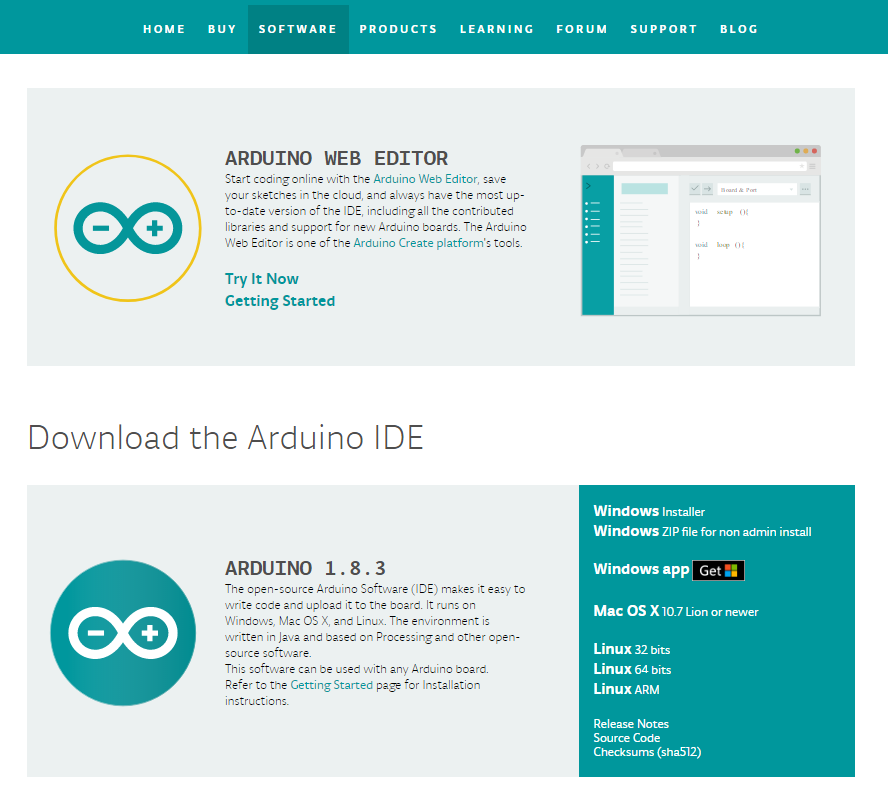 HOME BUY SOFTWARE PRODUCTS LEARNING FORUM SUPPORT BLOG
ARDUINO WEB EDITOR
Start coding online with the Arduino Web Editor, save
your sketches in the cloud, and always have the most up-
to-date version of the IDE, including all the contributed
libraries and support for new Arduino boards. The Arduino
Web Editor is one of the Arduino Create platform's tools.
Try It Now
Getting Started
Board & Port
void setup (){
}
void loop (){
}
Download the Arduino IDE
ARDUINO 1.8.3
The open-source Arduino Software (IDE) makes it easy to
write code and upload it to the board. It runs on
Windows, Mac OS X, and Linux. The environment is
written in Java and based on Processing and other open-
source software.
This software can be used with any Arduino board.
Refer to the Getting Started page for Installation
instructions.
Windows Installer
Windows ZIP file for non admin install
Windows app Get
Mac OS X 10.7 Lion or newer
Linux 32 bits
Linux 64 bits
Linux ARM
Release Notes
Source Code
Checksums (sha512)